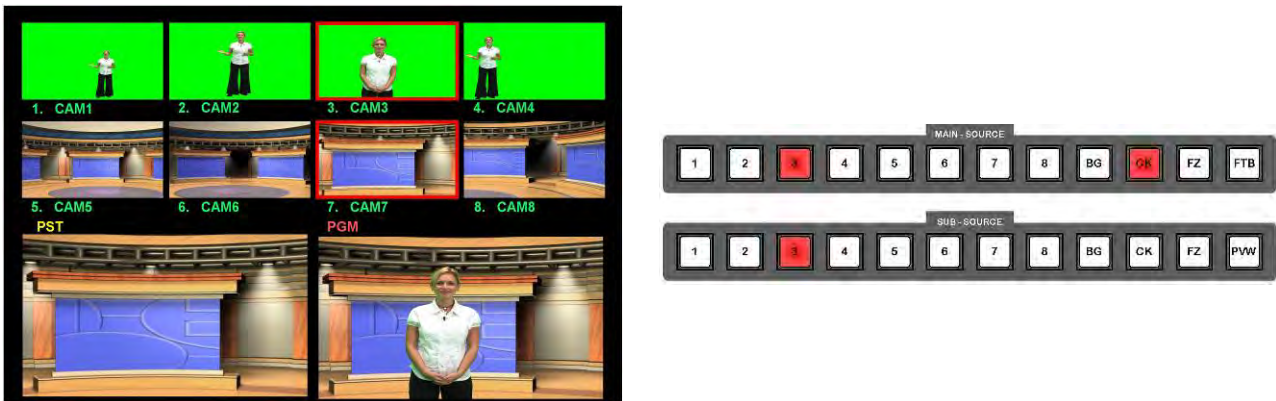 1. CAM1
2. CAM2
3. CAM3
4. CAM4
5. CAM5
6. CAM6
7. CAM7
8. CAM8
PST
PGM
MAIN - SOURCE
1 2 3 4 5 6 7 8 BG CK FZ FTB
SUB - SOURCE
1 2 3 4 5 6 7 8 BG CK FZ PVW